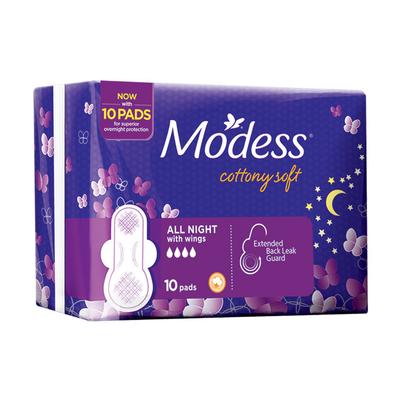 NOW
with
10 PADS
for superior
overnight protection
Modess®
cottony soft
ALL NIGHT
with wings
Extended
Back Leak
Guard
10 pads